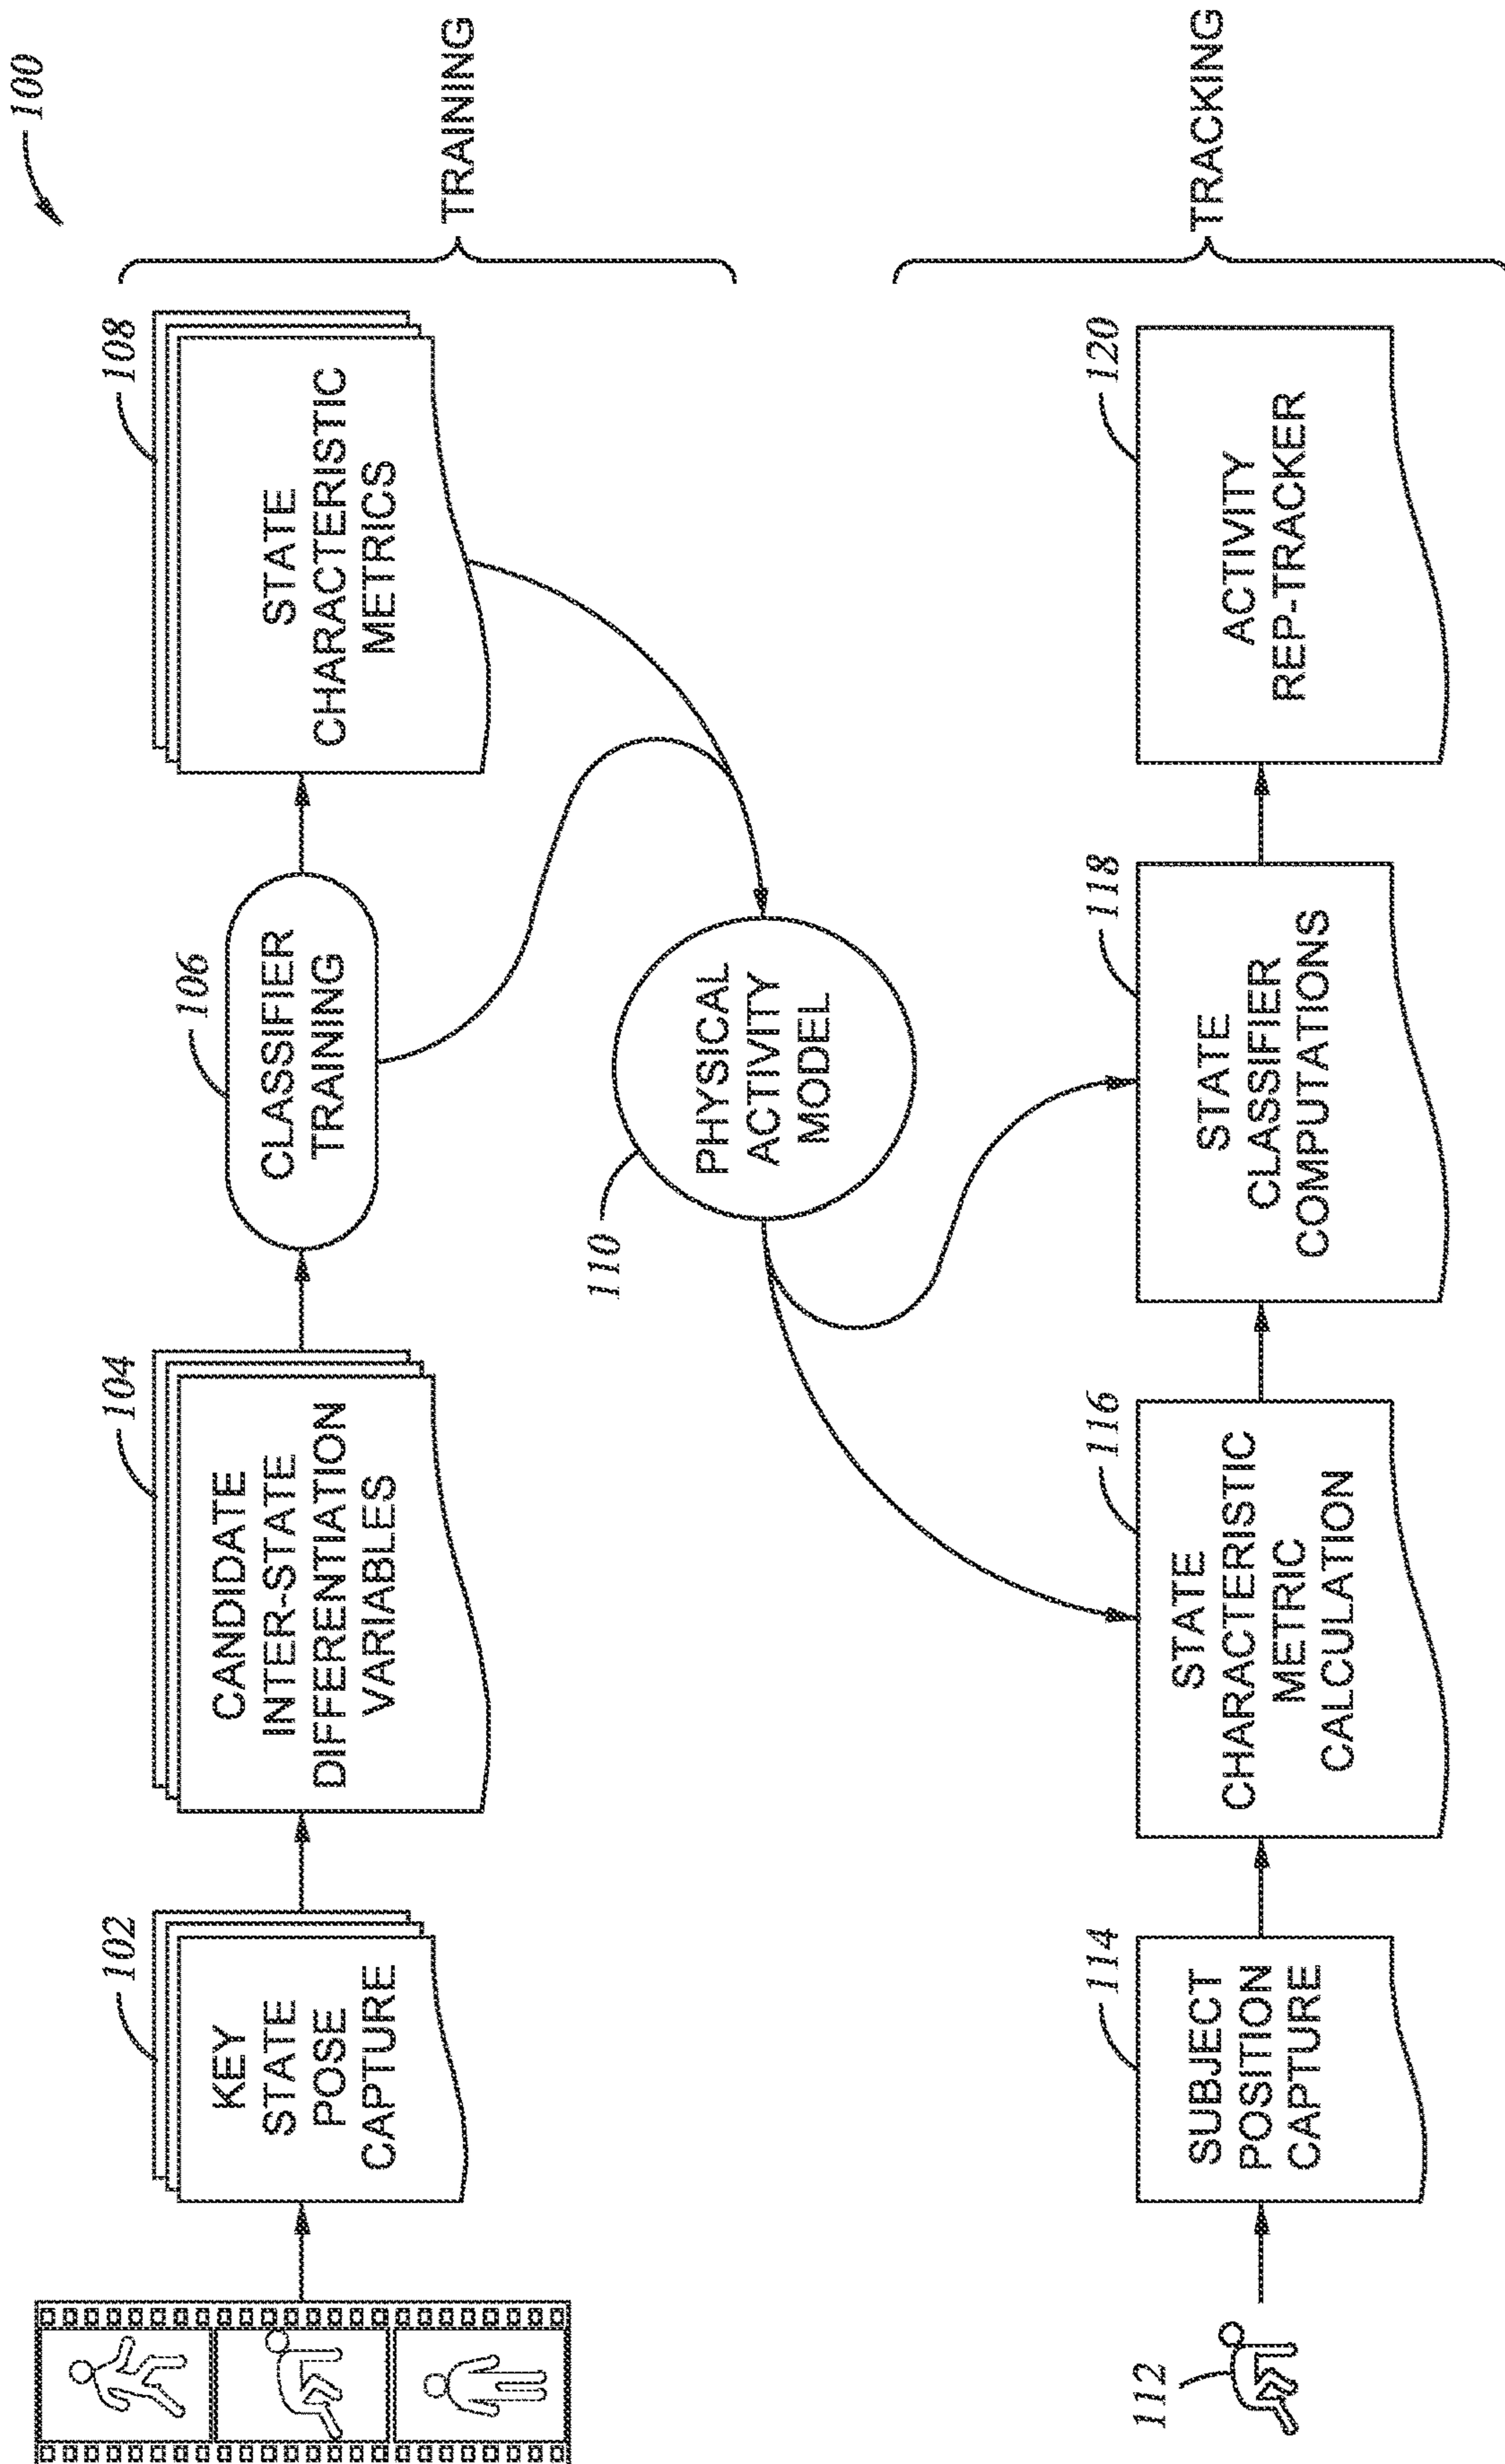 100
102
KEY
STATE
POSE
CAPTURE
104
CANDIDATE
INTER-STATE
DIFFERENTIATION
VARIABLES
106
CLASSIFIER
TRAINING
108
STATE
CHARACTERISTIC
METRICS
TRAINING
110
PHYSICAL
ACTIVITY
MODEL
112
114
SUBJECT
POSITION
CAPTURE
116
STATE
CHARACTERISTIC
METRIC
CALCULATION
118
STATE
CLASSIFIER
COMPUTATIONS
120
ACTIVITY
REP-TRACKER
TRACKING